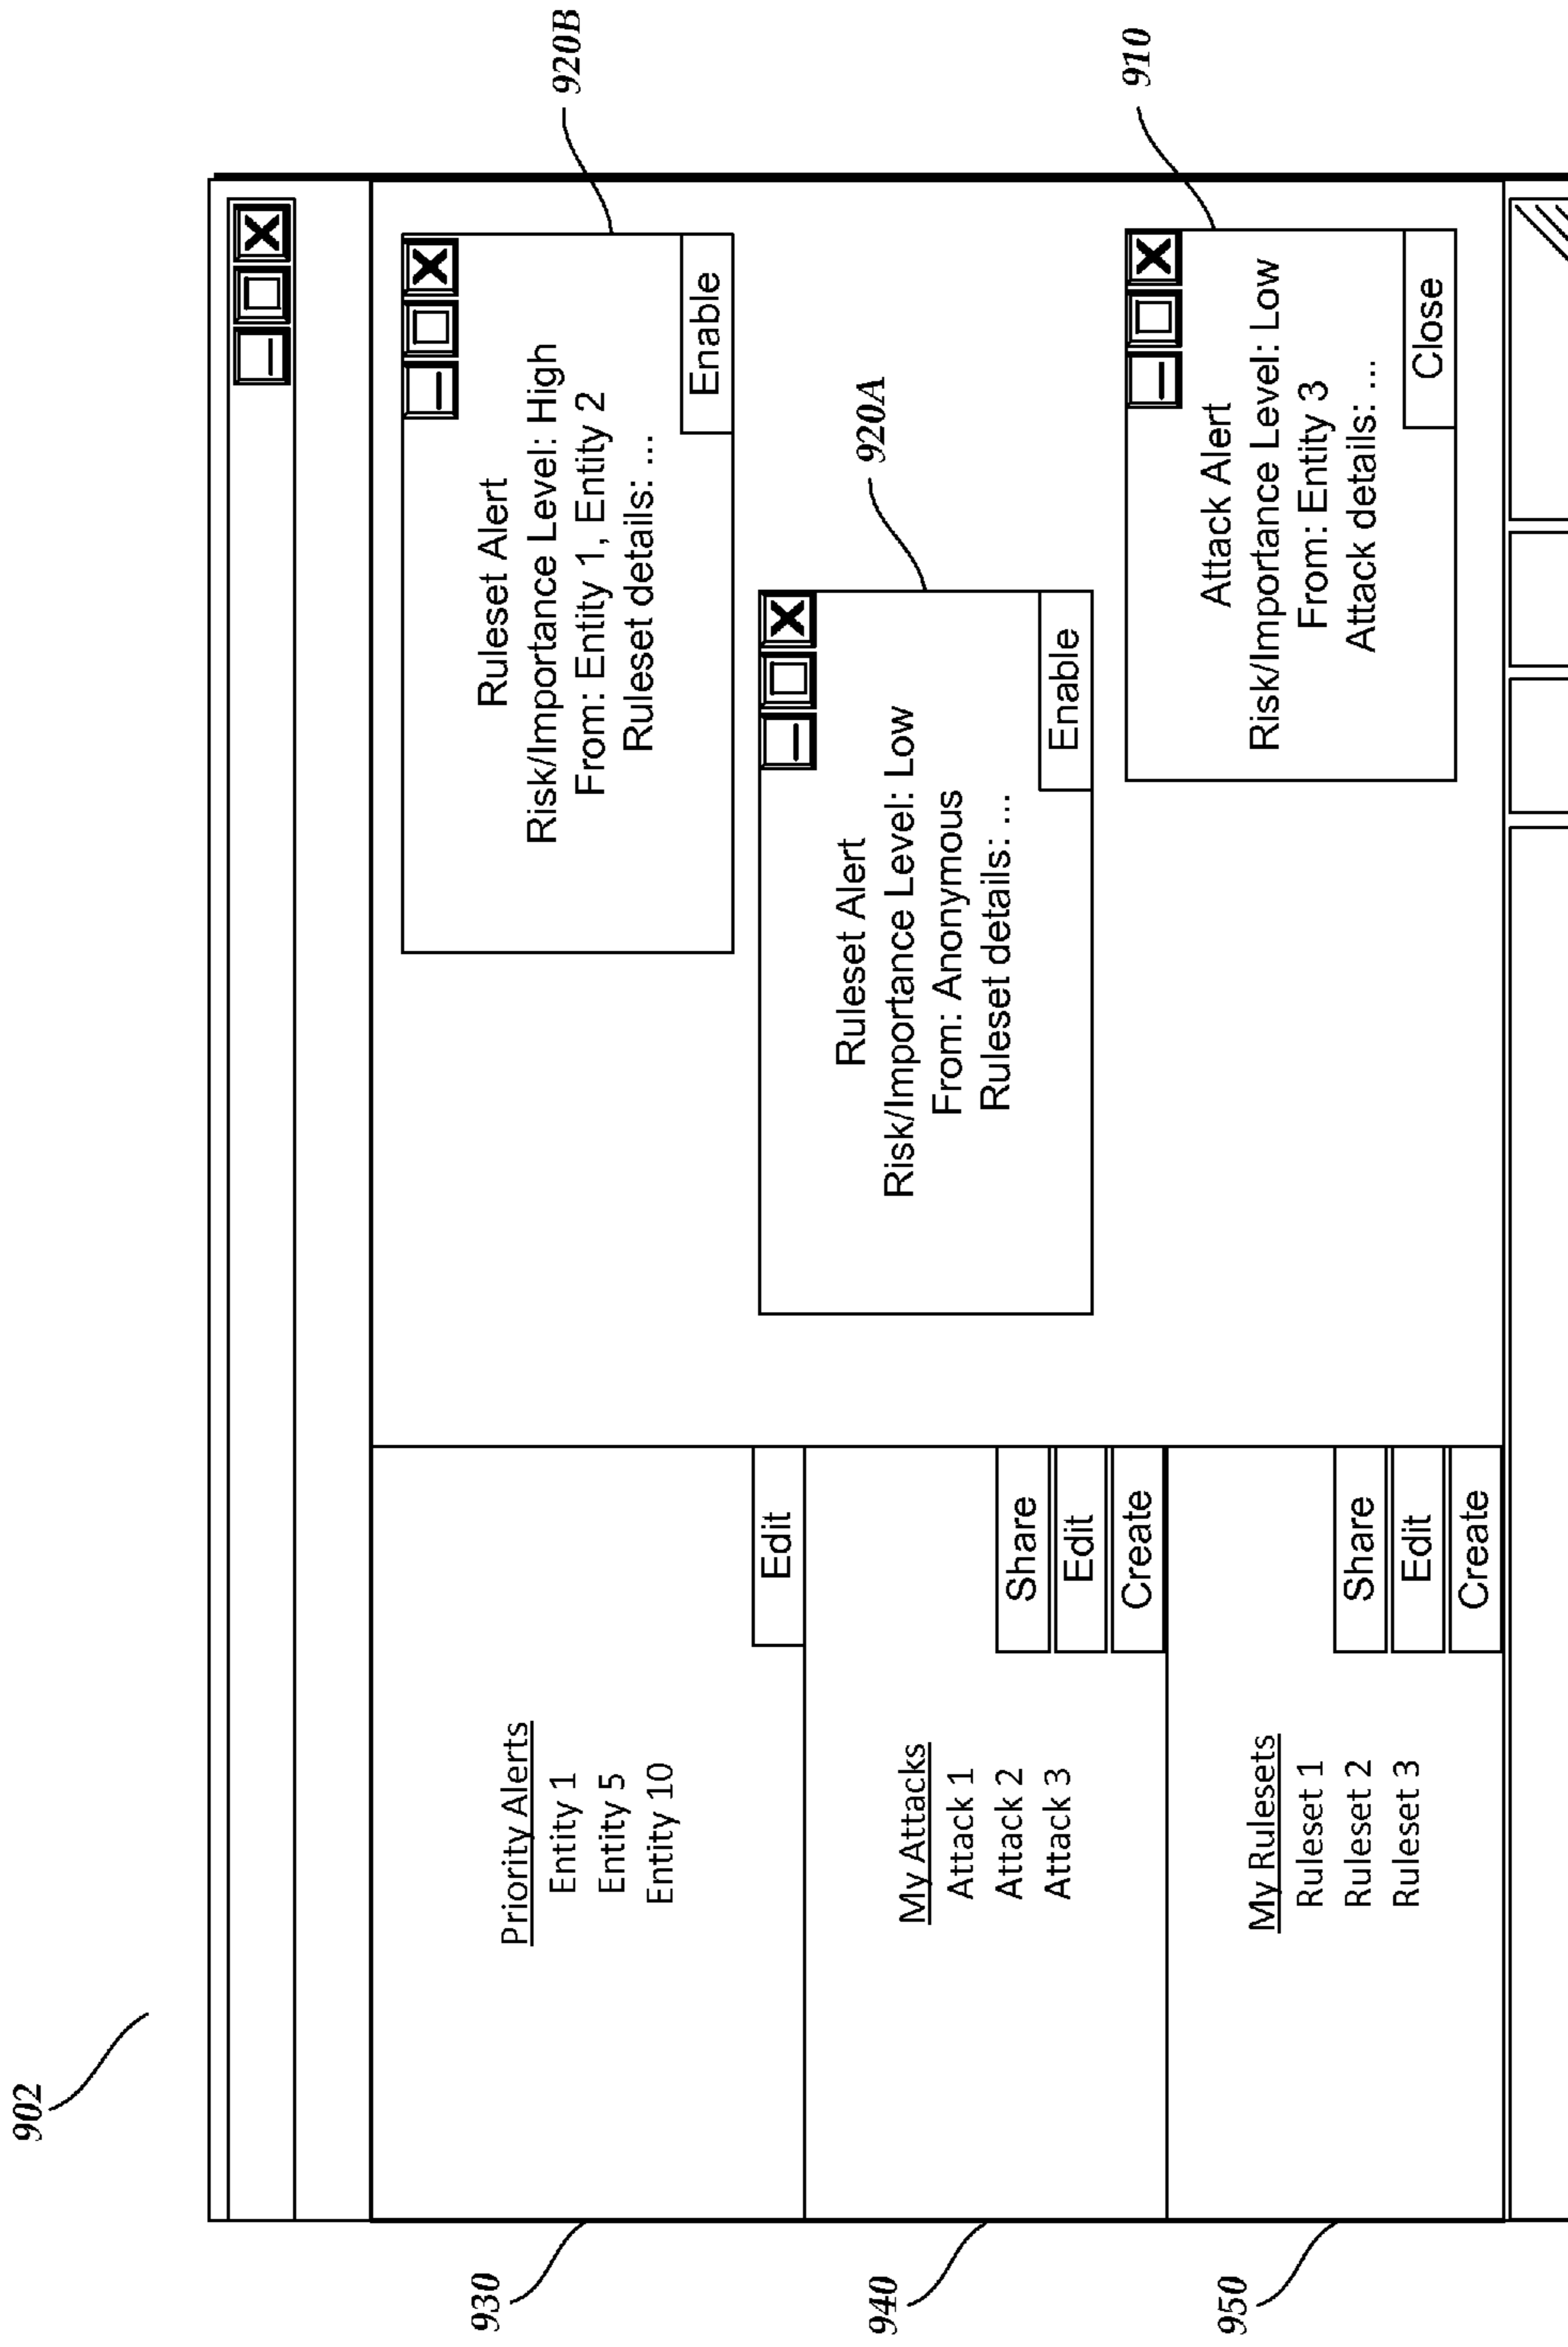 902
930
Priority Alerts
Entity 1
Entity 5
Entity 10
Edit
940
My Attacks
Attack 1
Attack 2
Attack 3
Share
Edit
Create
950
My Rulesets
Ruleset 1
Ruleset 2
Ruleset 3
Share
Edit
Create
920B
Ruleset Alert
Risk/Importance Level: High
From: Entity 1, Entity 2
Ruleset details: ...
Enable
920A
Ruleset Alert
Risk/Importance Level: Low
From: Anonymous
Ruleset details: ...
Enable
910
Attack Alert
Risk/Importance Level: Low
From: Entity 3
Attack details: ...
Close